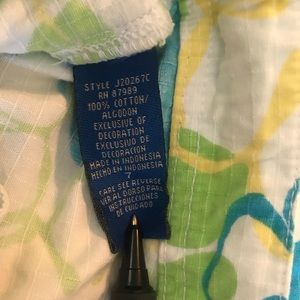 STYLE J20267C
RN 87989
100% COTTON/
ALGODON
EXCLUSIVE OF
DECORATION
EXCLUSIVO DE
DECORACION
MADE IN INDONESIA
HECHO EN INDONESIA
7
CARE SEE REVERSE
VER AL DORSO PARA
INSTRUCCIONES
DE CUIDADO